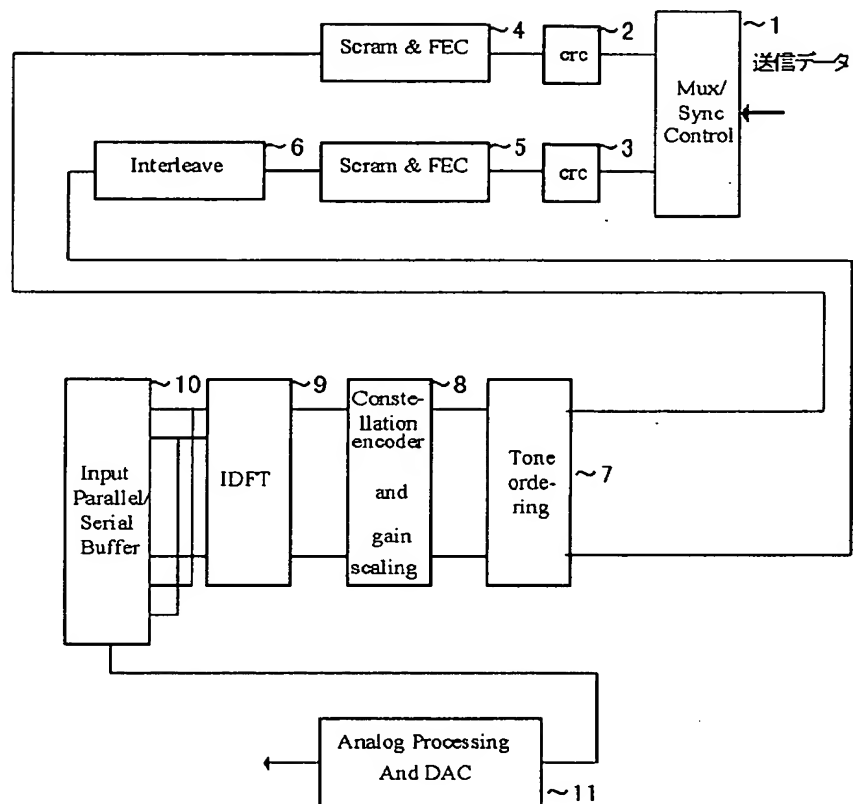 ~4
Scram & FEC
~2
crc
~1
送信データ
Mux/
Sync
Control
~6
Interleave
~5
Scram & FEC
~3
crc
~10
Input
Parallel/
Serial
Buffer
~9
IDFT
~8
Conste-
llation
encoder
and
gain
scaling
Tone
orde-
ring
~7
Analog Processing
And DAC
~11